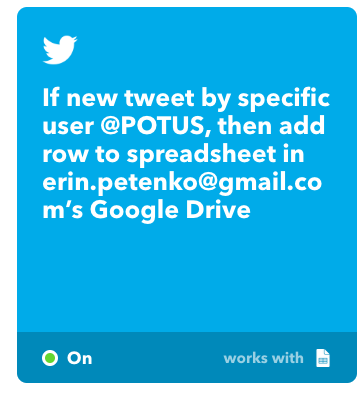 If new tweet by specific
user @POTUS, then add
row to spreadsheet in
erin.petenko@gmail.co
m’s Google Drive
On
works with